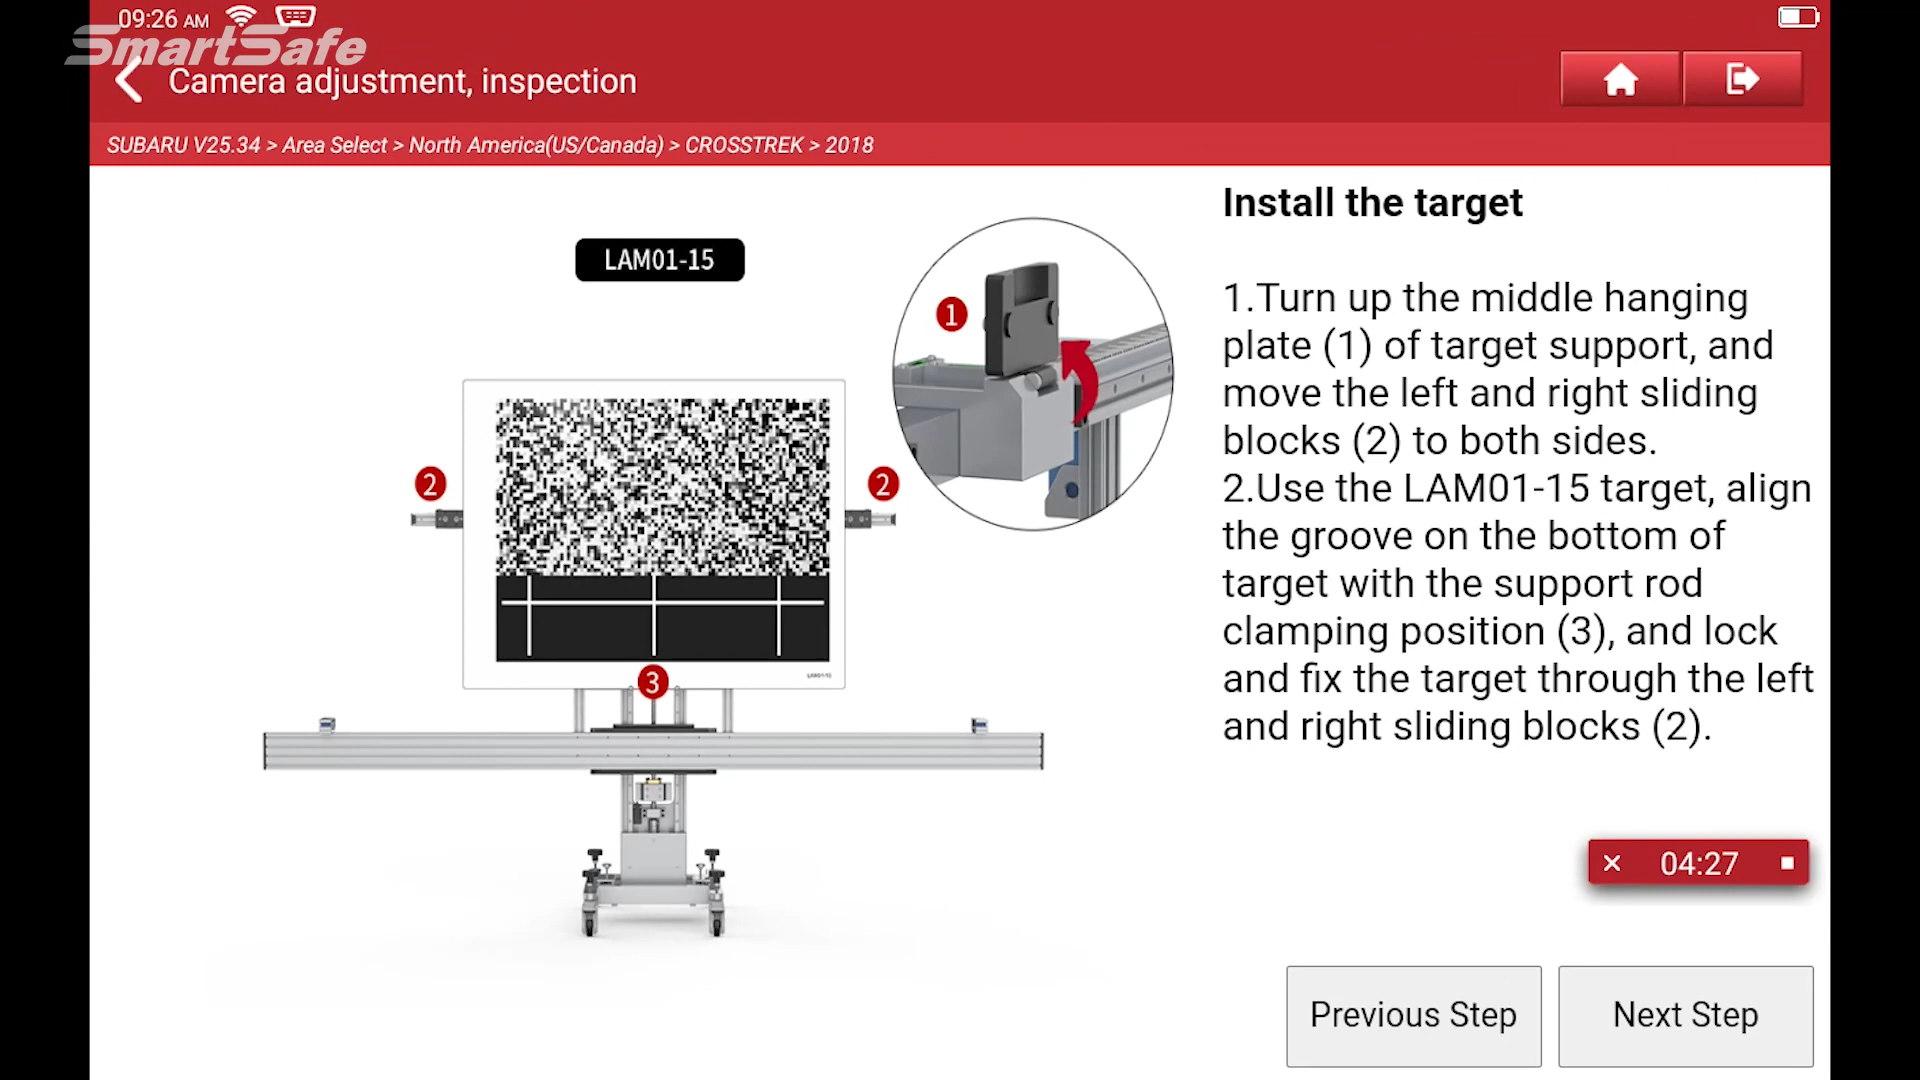 09:26 AM
SmartSafe
Camera adjustment, inspection
SUBARU V25.34 > Area Select > North America(US/Canada) > CROSSTREK > 2018
LAM01-15
1
2
2
3
LAM01-15
Install the target
1.Turn up the middle hanging
plate (1) of target support, and
move the left and right sliding
blocks (2) to both sides.
2.Use the LAM01-15 target, align
the groove on the bottom of
target with the support rod
clamping position (3), and lock
and fix the target through the left
and right sliding blocks (2).
04:27
Previous Step
Next Step